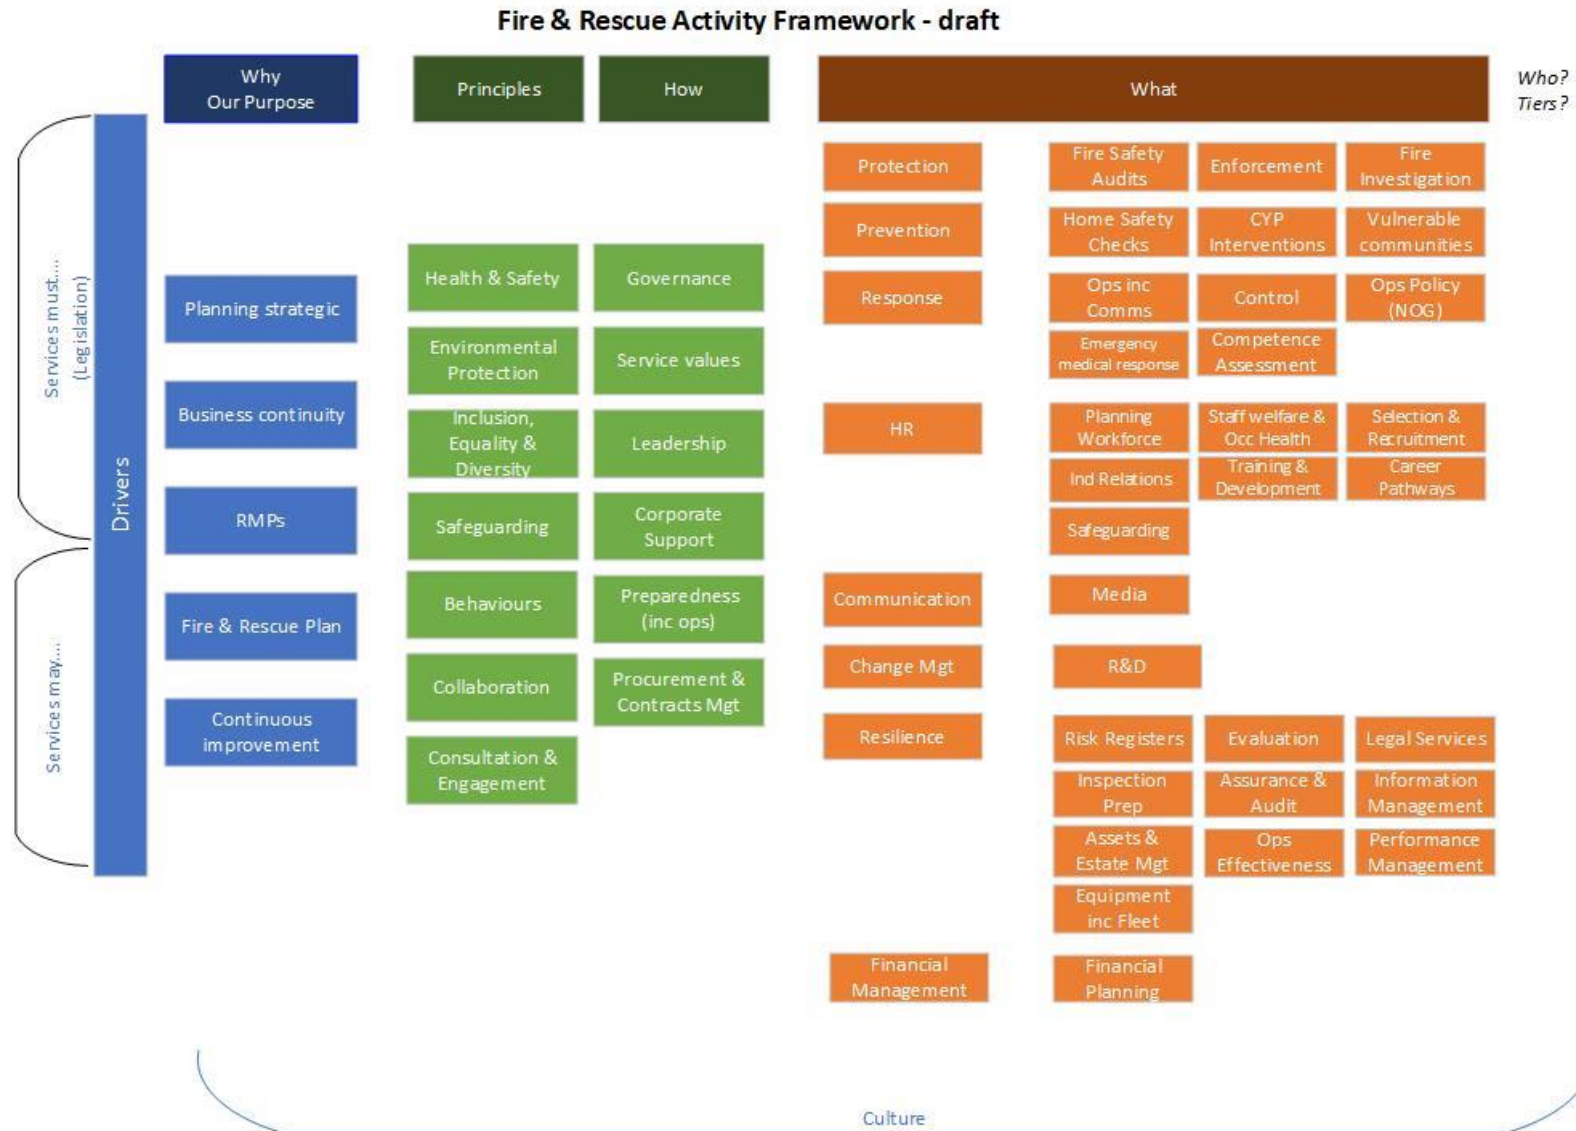 Fire & Rescue Activity Framework - draft
Why
Our Purpose
Principles
How
What
Who?
Tiers?
Services must....
(Legislation)
Services may....
Drivers
Planning strategic
Business continuity
RMPs
Fire & Rescue Plan
Continuous
improvement
Health & Safety
Environmental
Protection
Inclusion,
Equality &
Diversity
Safeguarding
Behaviours
Collaboration
Consultation &
Engagement
Governance
Service values
Leadership
Corporate
Support
Preparedness
(inc ops)
Procurement &
Contracts Mgt
Protection
Fire Safety
Audits
Enforcement
Fire
Investigation
Prevention
Home Safety
Checks
CYP
Interventions
Vulnerable
communities
Response
Ops inc
Comms
Control
Ops Policy
(NOG)
Emergency
medical response
Competence
Assessment
HR
Planning
Workforce
Staff welfare &
Occ Health
Selection &
Recruitment
Ind Relations
Training &
Development
Career
Pathways
Safeguarding
Communication
Media
Change Mgt
R&D
Resilience
Risk Registers
Evaluation
Legal Services
Inspection
Prep
Assurance &
Audit
Information
Management
Assets &
Estate Mgt
Ops
Effectiveness
Performance
Management
Equipment
inc Fleet
Financial
Management
Financial
Planning
Culture